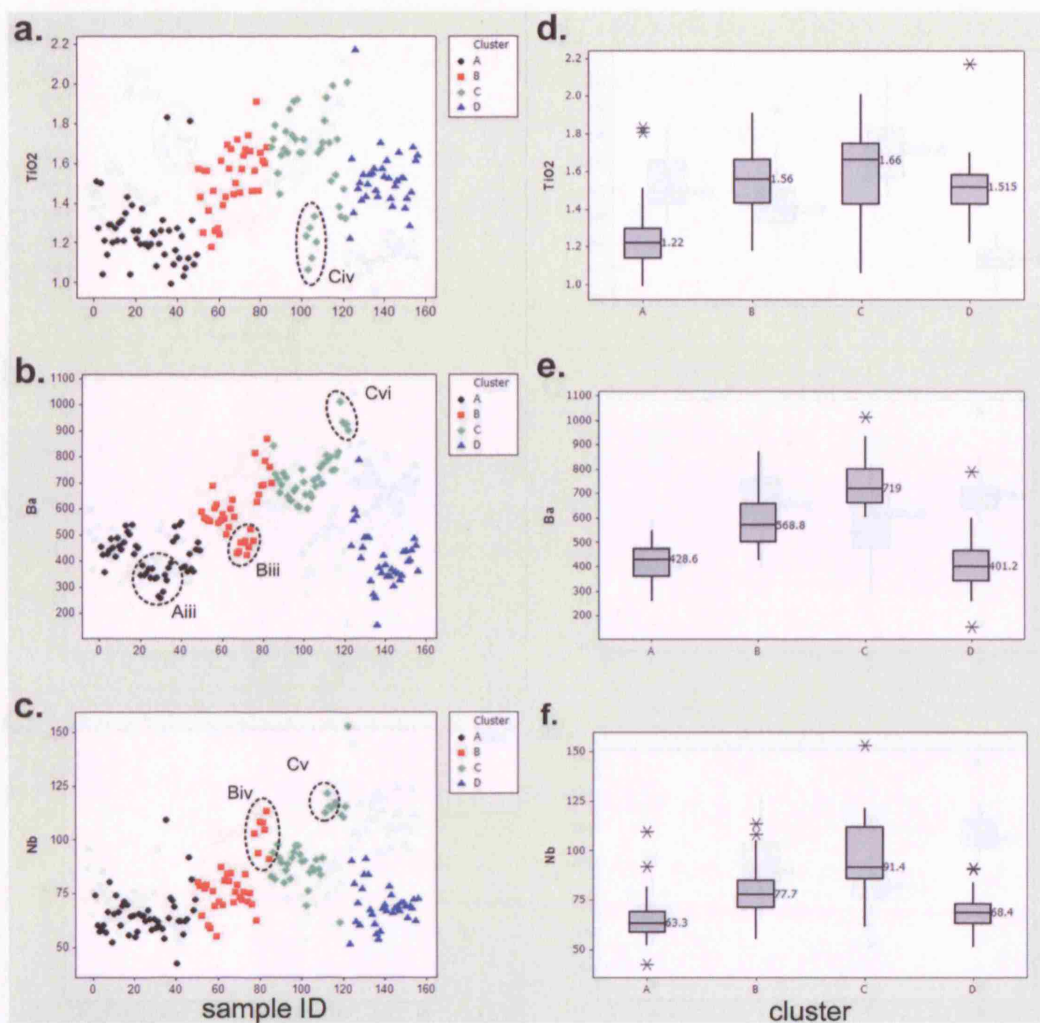 a.
Cluster
A
B
C
D
2.2
2.0
1.8
1.6
1.4
1.2
1.0
TiO2
Civ
0 20 40 60 80 100 120 140 160
d.
2.2
2.0
1.8
1.6
1.4
1.2
1.0
TiO2
1.22
1.56
1.66
1.515
A B C D
b.
Cluster
A
B
C
D
1100
1000
900
800
700
600
500
400
300
200
Ba
Cvi
Biii
Aiii
0 20 40 60 80 100 120 140 160
e.
1100
1000
900
800
700
600
500
400
300
200
Ba
428.6
568.8
719
401.2
A B C D
c.
Cluster
A
B
C
D
150
125
100
75
50
Nb
Biv
Cv
0 20 40 60 80 100 120 140 160
sample ID
f.
150
125
100
75
50
Nb
63.3
77.7
91.4
68.4
A B C D
cluster